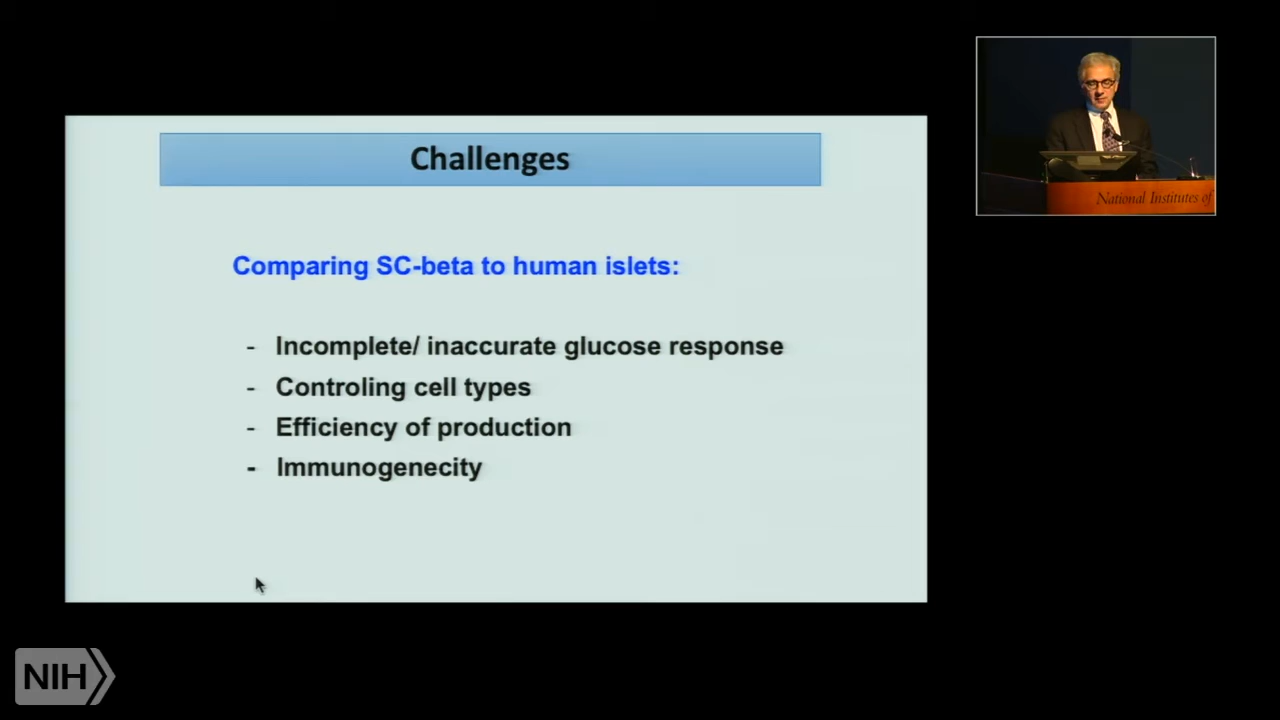 Challenges
Comparing SC-beta to human islets:
- Incomplete/ inaccurate glucose response
- Controling cell types
- Efficiency of production
- Immunogenecity
National Institutes of
NIH